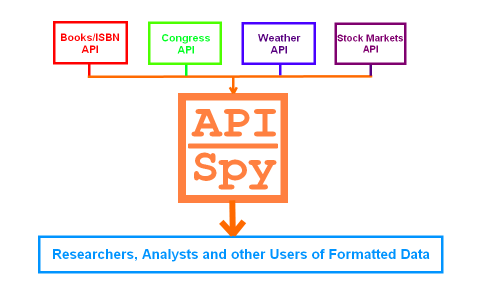 Books/ISBN
API
Congress
API
Weather
API
Stock Markets
API
API
Spy
Researchers, Analysts and other Users of Formatted Data